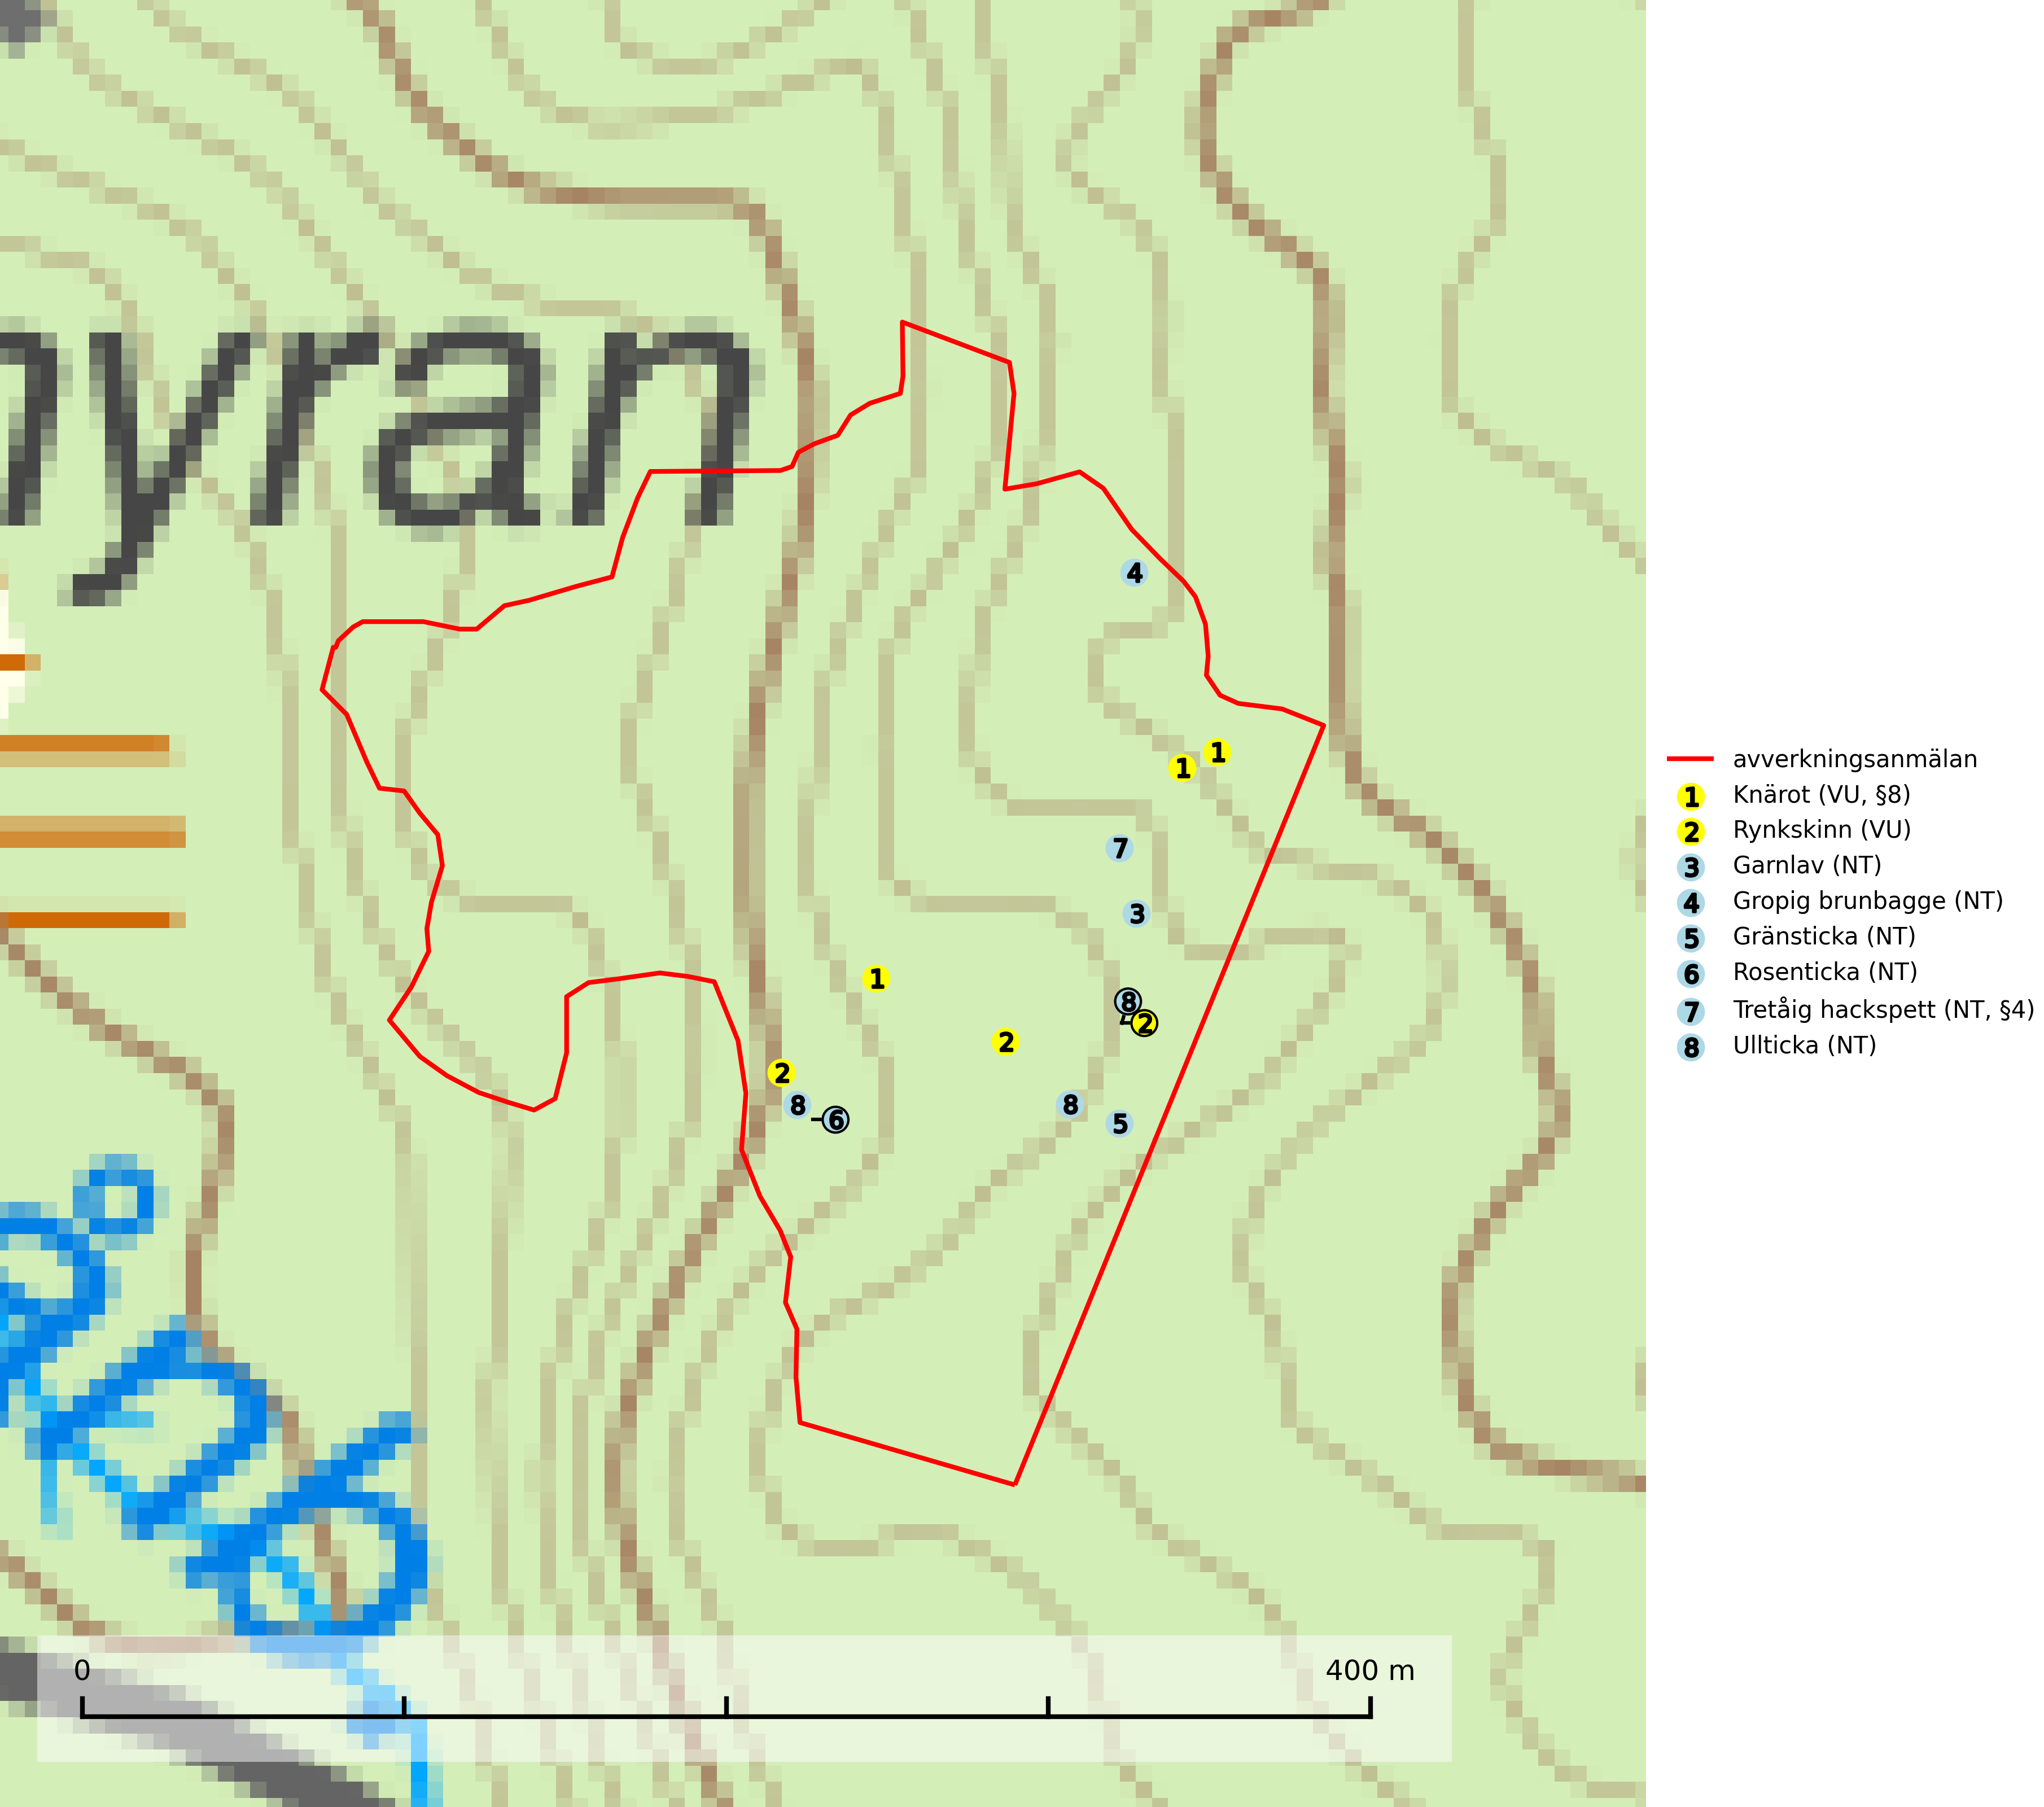 yran
4
1
1
7
3
1
8
2
2
2
8
6
8
5
0
400 m
avverkningsanmälan
1 Knärot (VU, §8)
2 Rynkskinn (VU)
3 Garnlav (NT)
4 Gropig brunbagge (NT)
5 Gränsticka (NT)
6 Rosenticka (NT)
7 Tretåig hackspett (NT, §4)
8 Ullticka (NT)